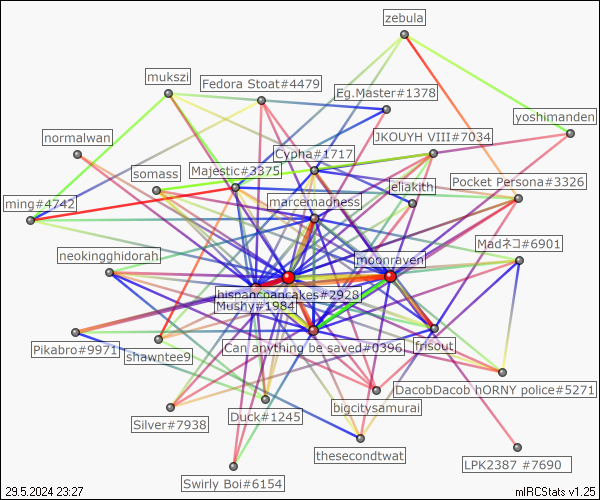 zebula
mukszi
Fedora Stoat#4479
Eg.Master#1378
yoshimanden
normalwan
JKOUYH VIII#7034
Cypha#1717
somass
Majestic#3375
eliakith
Pocket Persona#3326
ming#4742
marcemadness
Madネコ#6901
neokingghidorah
moonraven
hispancpancakes#2928
Mushy#1984
Can anything be saved#0396
frisout
Pikabro#9971
shawntee9
DacobDacob hORNY police#5271
bigcitysamurai
Silver#7938
Duck#1245
thesecondtwat
LPK2387 #7690
Swirly Boi#6154
29.5.2024 23:27
mIRCStats v1.25